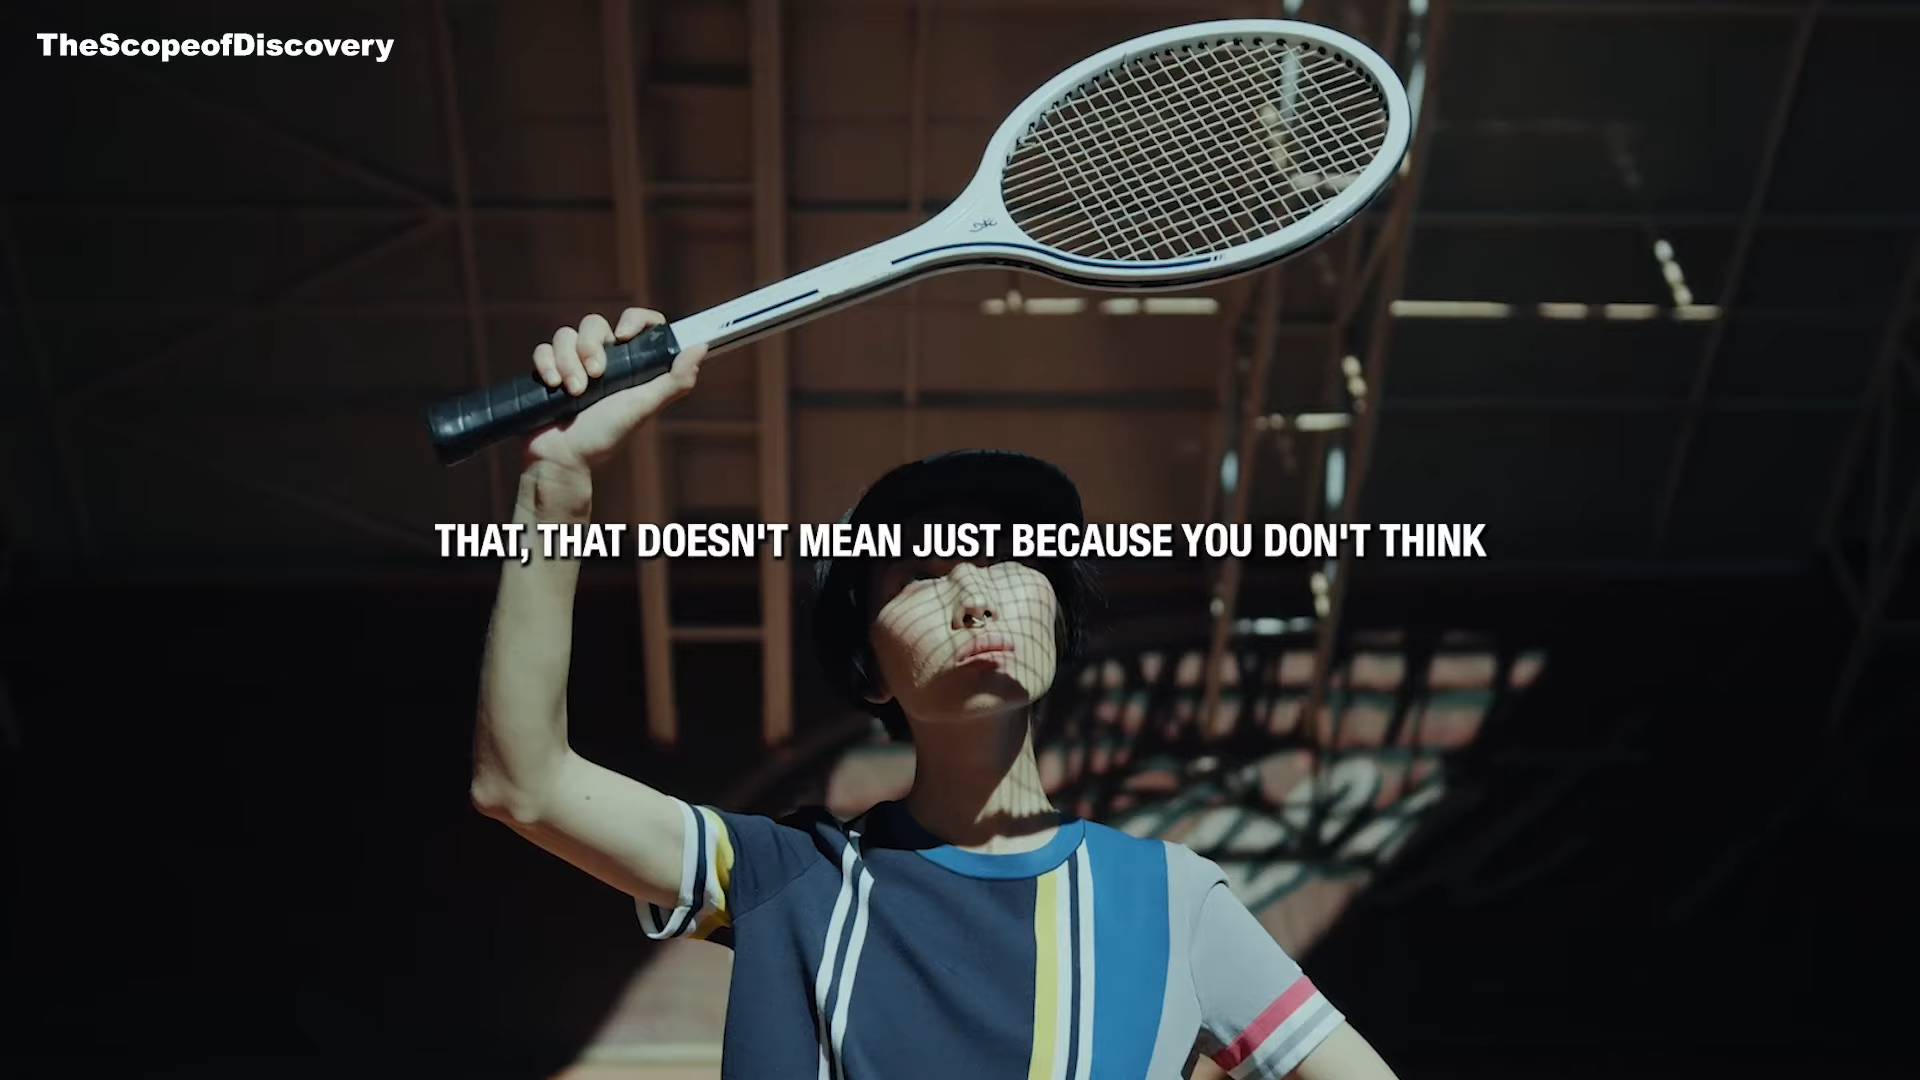 TheScopeofDiscovery
THAT, THAT DOESN'T MEAN JUST BECAUSE YOU DON'T THINK